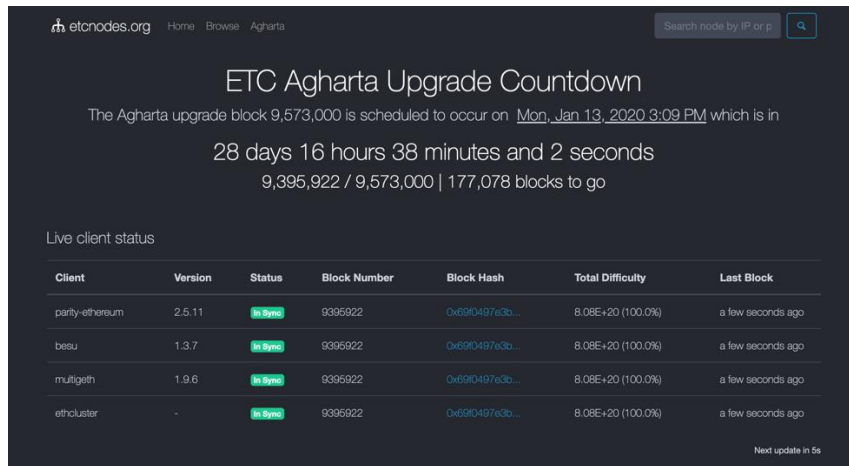 etcnodes.org Home Browse Agharta Search node by IP or p
ETC Agharta Upgrade Countdown
The Agharta upgrade block 9,573,000 is scheduled to occur on Mon, Jan 13, 2020 3:09 PM which is in
28 days 16 hours 38 minutes and 2 seconds
9,395,922 / 9,573,000 | 177,078 blocks to go
Live client status
Client Version Status Block Number Block Hash Total Difficulty Last Block
parity-ethereum 2.5.11 In Sync 9395922 0x69f0497e3b... 8.08E+20 (100.0%) a few seconds ago
besu 1.3.7 In Sync 9395922 0x69f0497e3b... 8.08E+20 (100.0%) a few seconds ago
multigeth 1.9.6 In Sync 9395922 0x69f0497e3b... 8.08E+20 (100.0%) a few seconds ago
ethcluster - In Sync 9395922 0x69f0497e3b... 8.08E+20 (100.0%) a few seconds ago
Next update in 5s